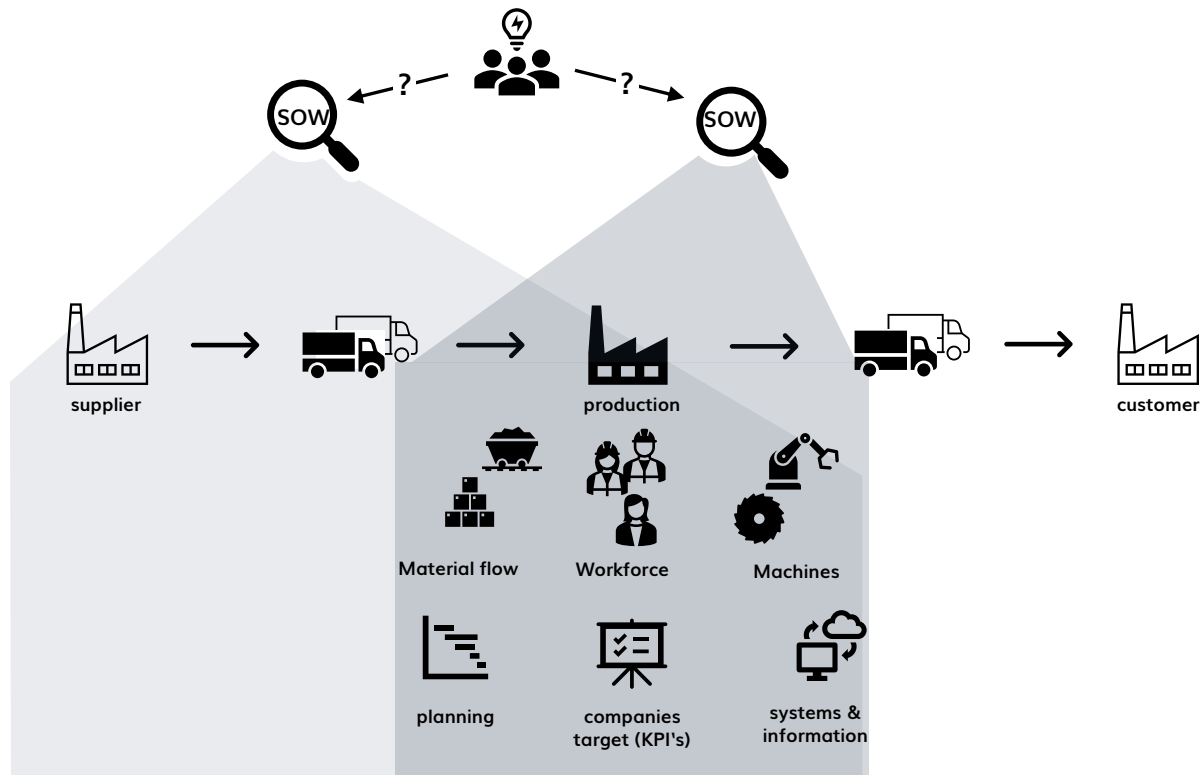 ?
?
SOW
SOW
supplier
production
customer
Material flow
Workforce
Machines
planning
companies
target (KPI's)
systems &
information